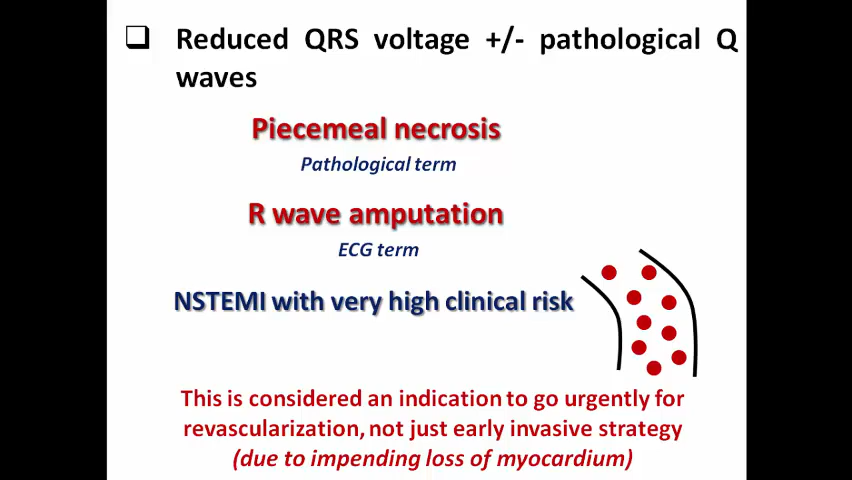 ❑ Reduced QRS voltage +/- pathological Q
waves
Piecemeal necrosis
Pathological term
R wave amputation
ECG term
NSTEMI with very high clinical risk
This is considered an indication to go urgently for
revascularization, not just early invasive strategy
(due to impending loss of myocardium)